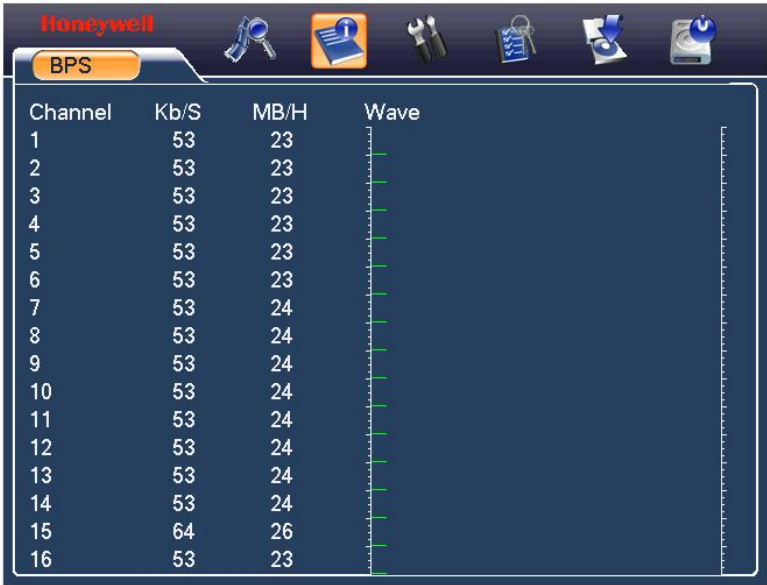 Honeywell
BPS
Channel Kb/S MB/H Wave
1 53 23
2 53 23
3 53 23
4 53 23
5 53 23
6 53 23
7 53 24
8 53 24
9 53 24
10 53 24
11 53 24
12 53 24
13 53 24
14 53 24
15 64 26
16 53 23